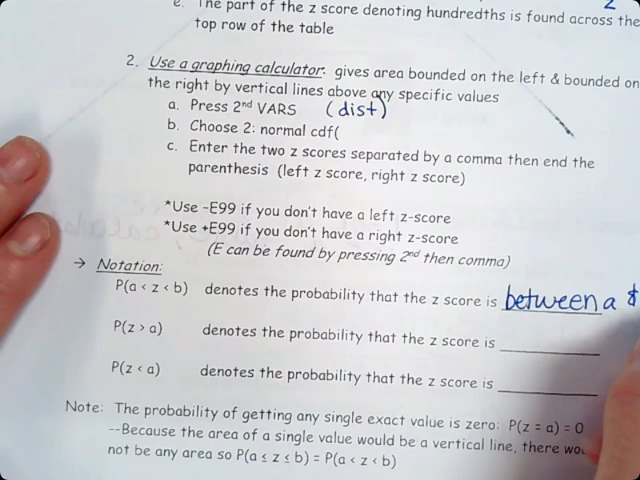 e. The part of the z score denoting hundredths is found across the
top row of the table
2. Use a graphing calculator: gives area bounded on the left & bounded on
the right by vertical lines above any specific values
a. Press 2nd VARS (dist)
b. Choose 2: normal cdf(
c. Enter the two z scores separated by a comma then end the
parenthesis (left z score, right z score)
*Use -E99 if you don't have a left z-score
*Use +E99 if you don't have a right z-score
(E can be found by pressing 2nd then comma)
→ Notation:
P(a < z < b) denotes the probability that the z score is between a &
P(z > a) denotes the probability that the z score is
P(z < a) denotes the probability that the z score is
Note: The probability of getting any single exact value is zero: P(z = a) = 0
--Because the area of a single value would be a vertical line, there
not be any area so P(a ≤ z ≤ b) = P(a < z < b)